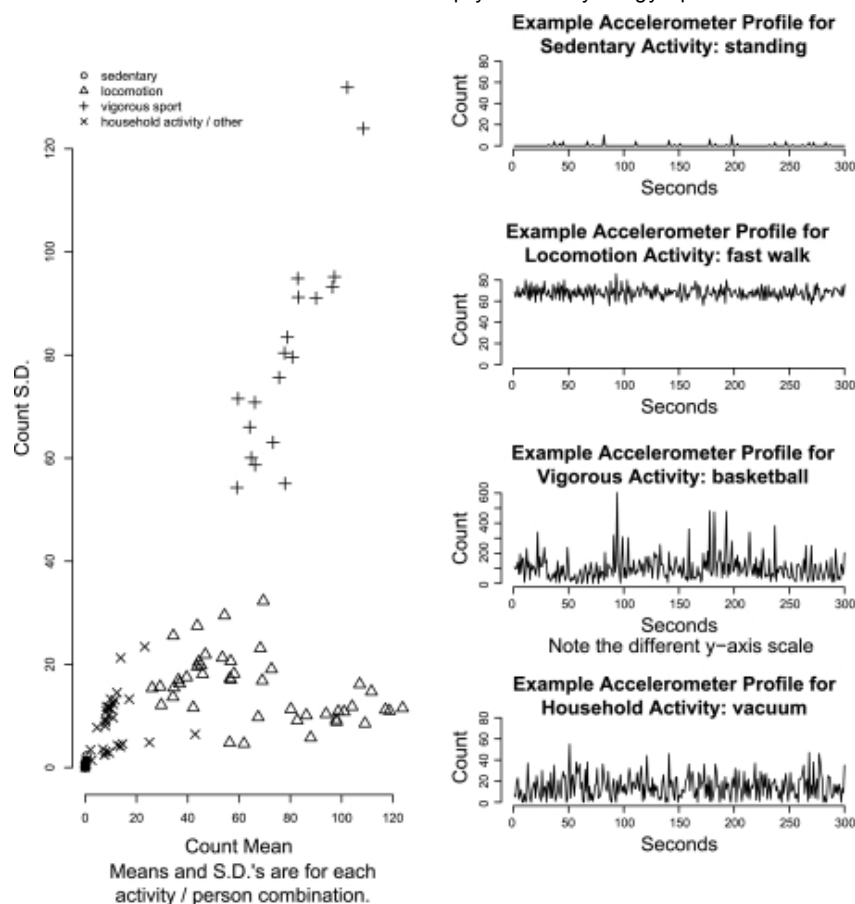 sedentary
locomotion
vigorous sport
household activity / other
Count S.D.
0 20 40 60 80 100 120
0 20 40 60 80 100 120
Count Mean
Means and S.D.'s are for each
activity / person combination.
Example Accelerometer Profile for
Sedentary Activity: standing
Count
0 20 40 60 80
0 50 100 150 200 250 300
Seconds
Example Accelerometer Profile for
Locomotion Activity: fast walk
Count
0 20 40 60 80
0 50 100 150 200 250 300
Seconds
Example Accelerometer Profile for
Vigorous Activity: basketball
Count
0 200 400 600
0 50 100 150 200 250 300
Seconds
Note the different y-axis scale
Example Accelerometer Profile for
Household Activity: vacuum
Count
0 20 40 60 80
0 50 100 150 200 250 300
Seconds